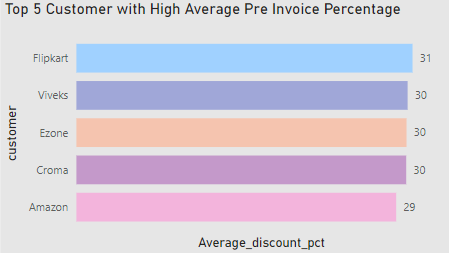 Top 5 Customer with High Average Pre Invoice Percentage
customer
Flipkart 31
Viveks 30
Ezone 30
Croma 30
Amazon 29
Average_discount_pct